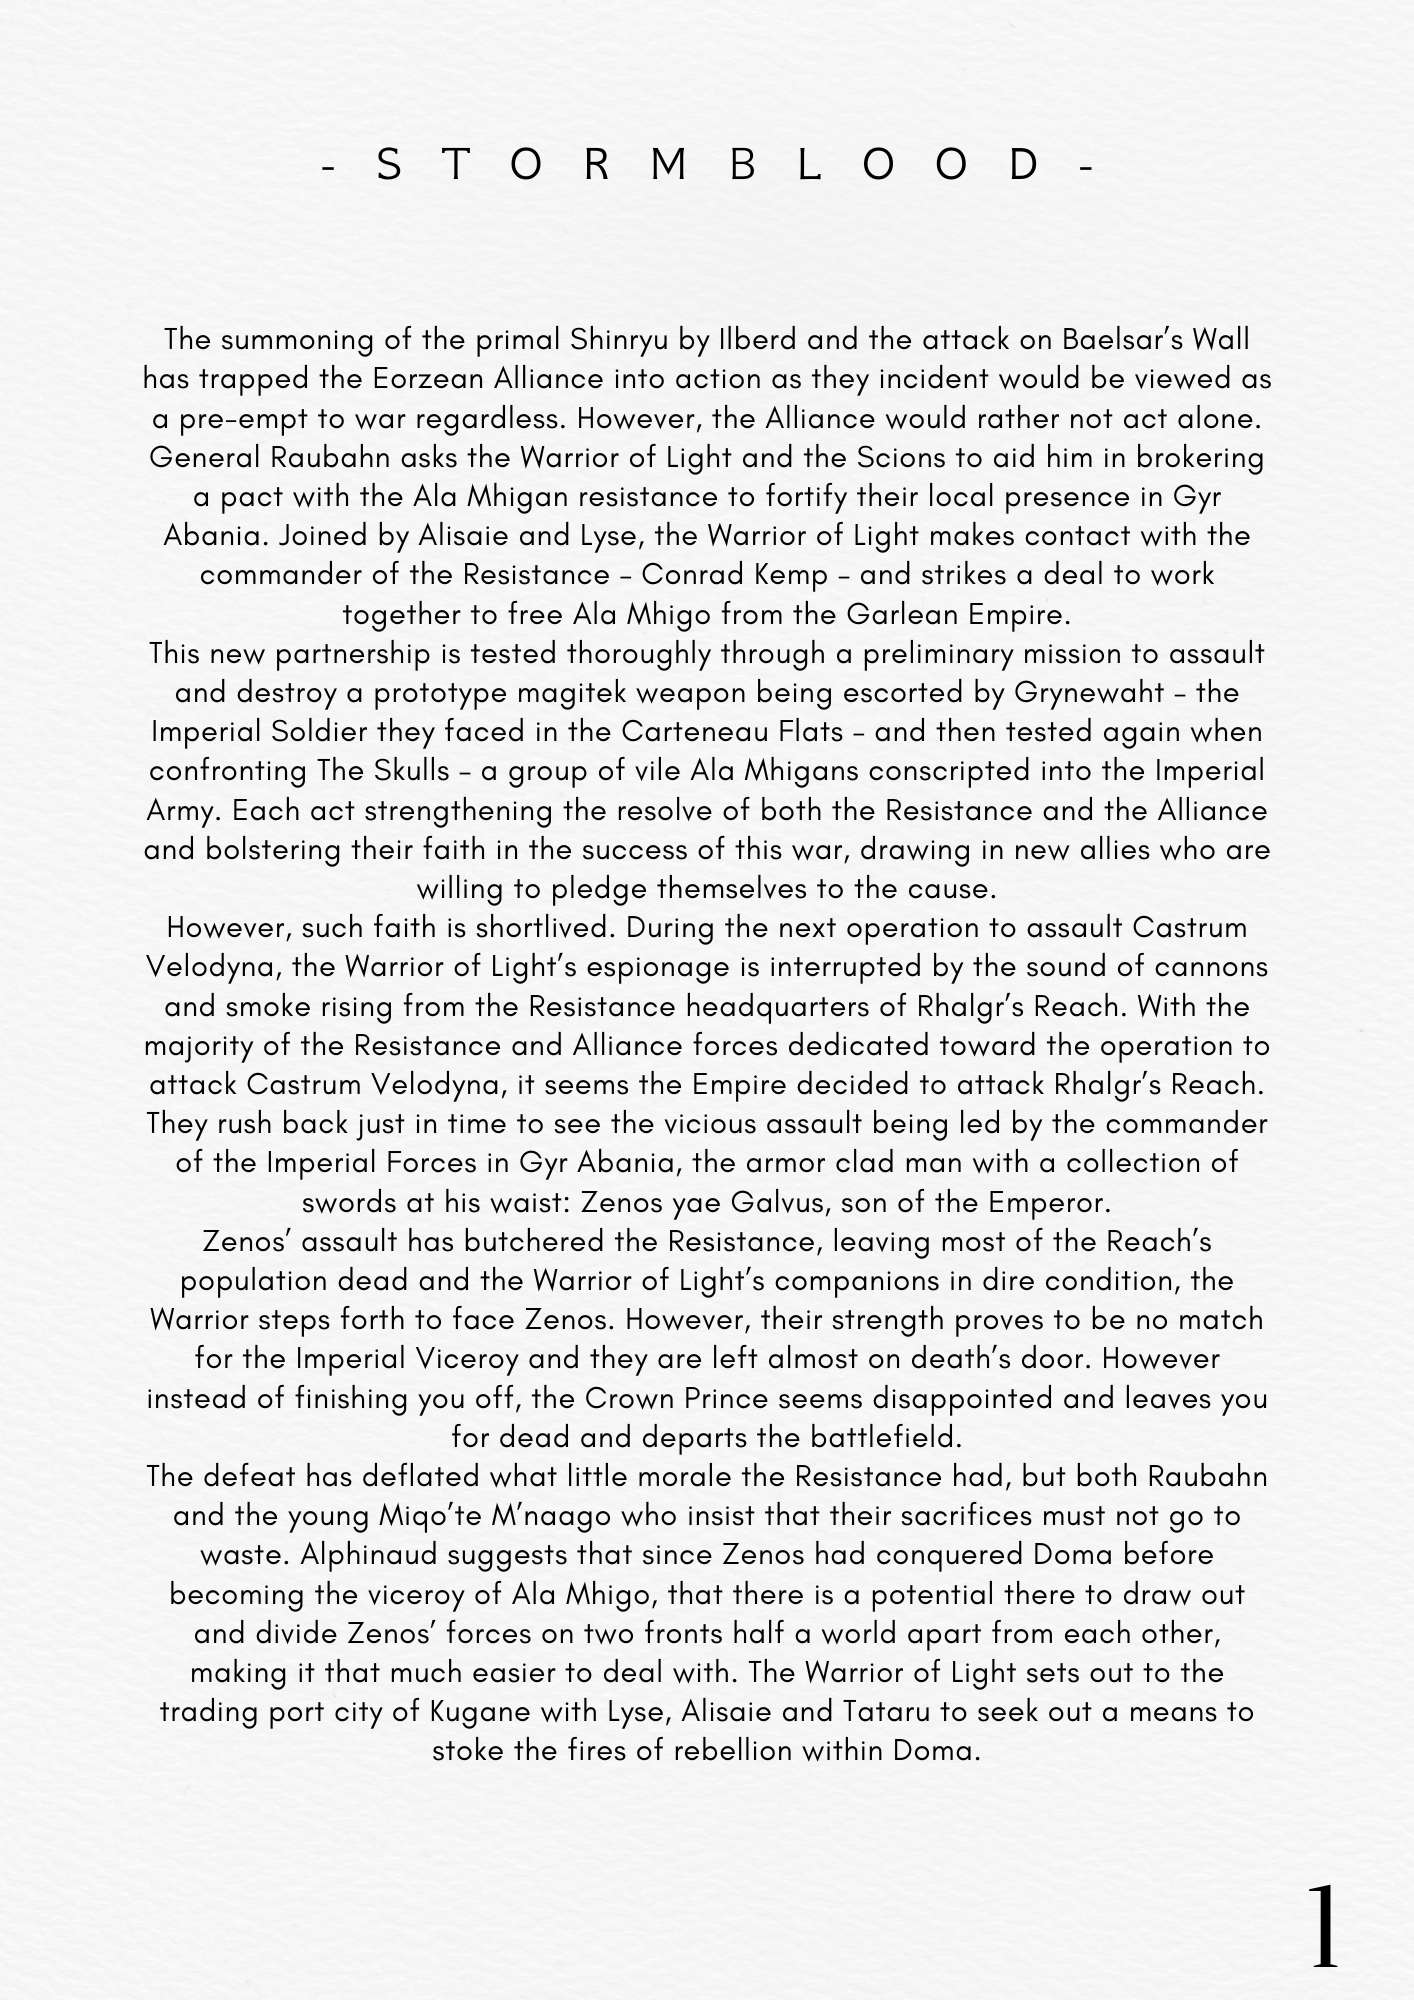 - S T O R M B L O O D -
The summoning of the primal Shinryu by Ilberd and the attack on Baelsar’s Wall
has trapped the Eorzean Alliance into action as they incident would be viewed as
a pre-empt to war regardless. However, the Alliance would rather not act alone.
General Raubahn asks the Warrior of Light and the Scions to aid him in brokering
a pact with the Ala Mhigan resistance to fortify their local presence in Gyr
Abania. Joined by Alisaie and Lyse, the Warrior of Light makes contact with the
commander of the Resistance – Conrad Kemp – and strikes a deal to work
together to free Ala Mhigo from the Garlean Empire.
This new partnership is tested thoroughly through a preliminary mission to assault
and destroy a prototype magitek weapon being escorted by Grynewaht – the
Imperial Soldier they faced in the Carteneau Flats – and then tested again when
confronting The Skulls – a group of vile Ala Mhigans conscripted into the Imperial
Army. Each act strengthening the resolve of both the Resistance and the Alliance
and bolstering their faith in the success of this war, drawing in new allies who are
willing to pledge themselves to the cause.
However, such faith is shortlived. During the next operation to assault Castrum
Velodyna, the Warrior of Light’s espionage is interrupted by the sound of cannons
and smoke rising from the Resistance headquarters of Rhalgr’s Reach. With the
majority of the Resistance and Alliance forces dedicated toward the operation to
attack Castrum Velodyna, it seems the Empire decided to attack Rhalgr’s Reach.
They rush back just in time to see the vicious assault being led by the commander
of the Imperial Forces in Gyr Abania, the armor clad man with a collection of
swords at his waist: Zenos yae Galvus, son of the Emperor.
Zenos’ assault has butchered the Resistance, leaving most of the Reach’s
population dead and the Warrior of Light’s companions in dire condition, the
Warrior steps forth to face Zenos. However, their strength proves to be no match
for the Imperial Viceroy and they are left almost on death’s door. However
instead of finishing you off, the Crown Prince seems disappointed and leaves you
for dead and departs the battlefield.
The defeat has deflated what little morale the Resistance had, but both Raubahn
and the young Miqo’te M’naago who insist that their sacrifices must not go to
waste. Alphinaud suggests that since Zenos had conquered Doma before
becoming the viceroy of Ala Mhigo, that there is a potential there to draw out
and divide Zenos’ forces on two fronts half a world apart from each other,
making it that much easier to deal with. The Warrior of Light sets out to the
trading port city of Kugane with Lyse, Alisaie and Tataru to seek out a means to
stoke the fires of rebellion within Doma.
1